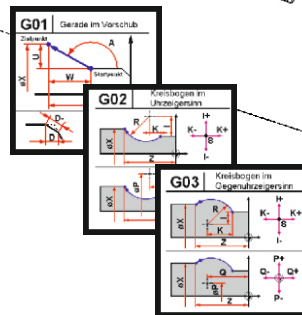 G01 Gerade im Vorschub
Zielpunkt
A
U
øX
W
Startpunkt
D-
D
G02 Kreisbogen im
Uhrzeigersinn
I+
R
K- K+
K
S
øX
I-
Z
øP
G03 Kreisbogen im
Gegenuhrzeigersinn
I+
R
I
K- K+
øX
K
S
Z
I-
P+
Q
Q- Q+
øX
øP
S
Z
P-